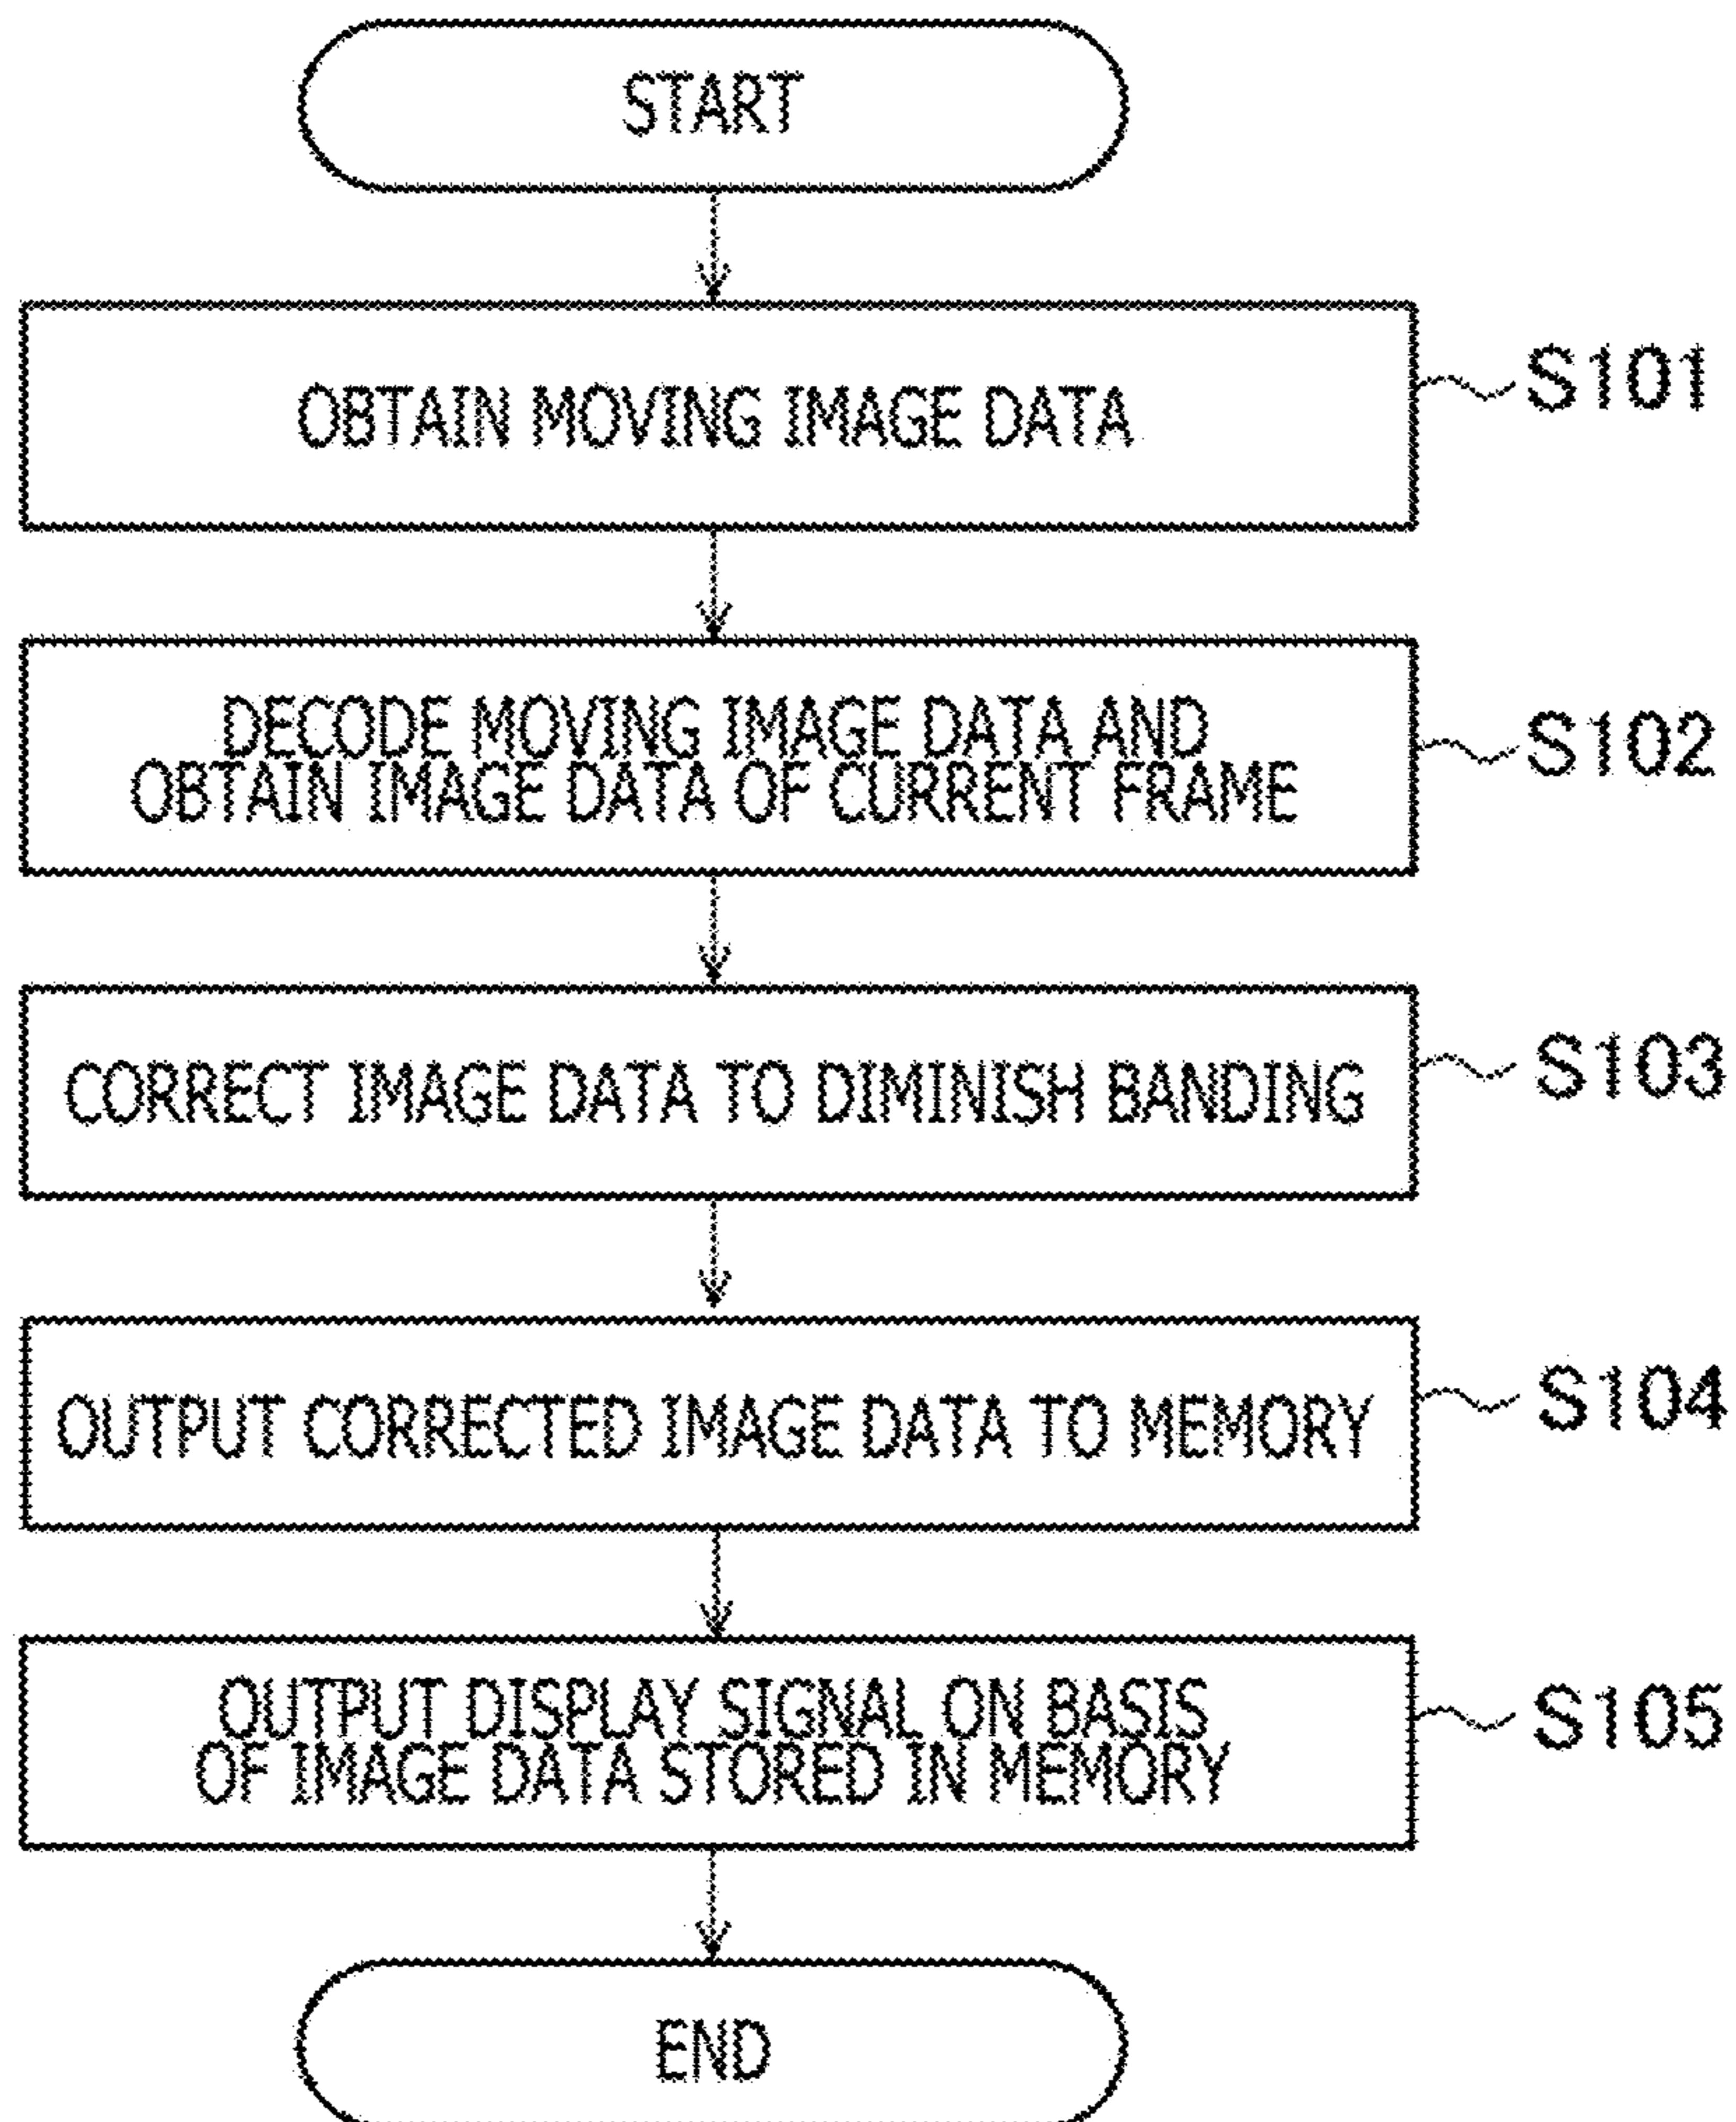 START
OBTAIN MOVING IMAGE DATA
S101
DECODE MOVING IMAGE DATA AND
OBTAIN IMAGE DATA OF CURRENT FRAME
S102
CORRECT IMAGE DATA TO DIMINISH BANDING
S103
OUTPUT CORRECTED IMAGE DATA TO MEMORY
S104
OUTPUT DISPLAY SIGNAL ON BASIS
OF IMAGE DATA STORED IN MEMORY
S105
END